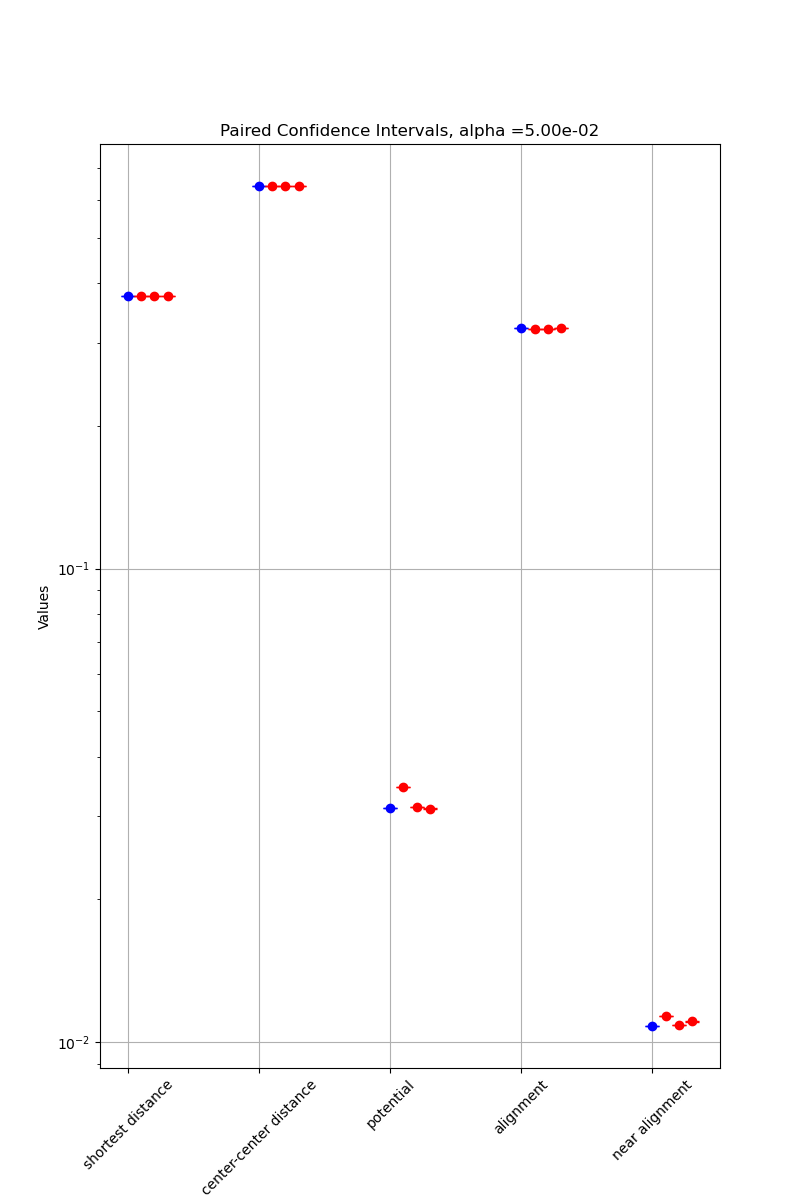 Paired Confidence Intervals, alpha =5.00e-02
Values
10⁻¹
10⁻²
shortest distance
center-center distance
potential
alignment
near alignment